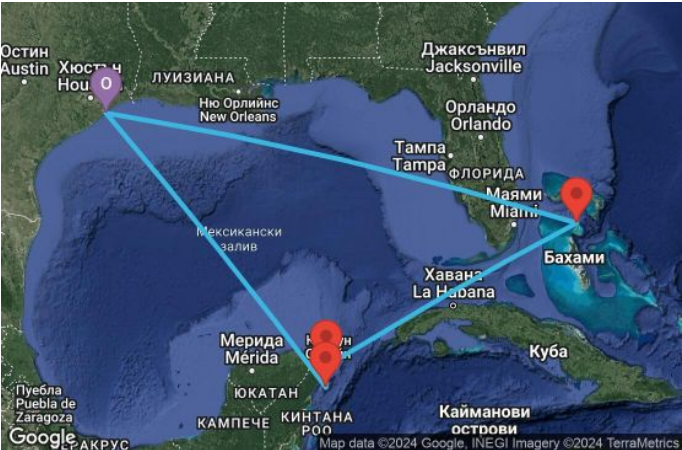 Остин
Austin
Хюстън
ЛУИЗИАНА
Ню Орлийнс
New Orleans
Джаксънвил
Jacksonville
Орландо
Orlando
Тампа
Tampa
ФЛОРИДА
Маями
Miami
O
Мексикански
залив
Бахами
Хавана
La Habana
Мерида
Mérida
Куба
ЮКАТАН
Пуебла
Puebla de
Zaragoza
КАМПЕЧЕ
КИНТАНА
РОО
Кайманови
острови
Google
Map data ©2024 Google, INEGI Imagery ©2024 TerraMetrics